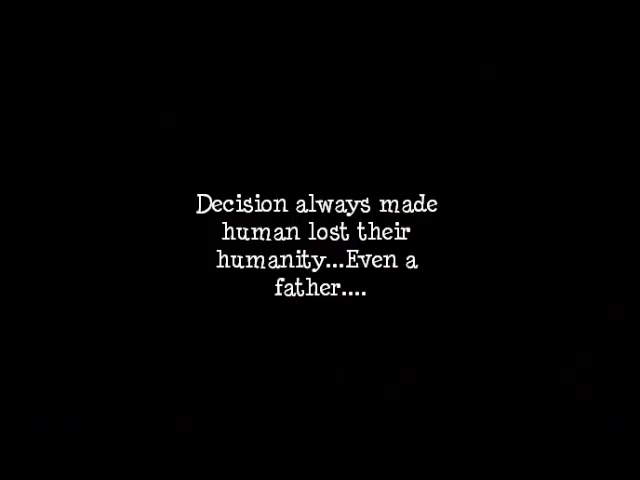 Decision always made
human lost their
humanity...Even a
father....